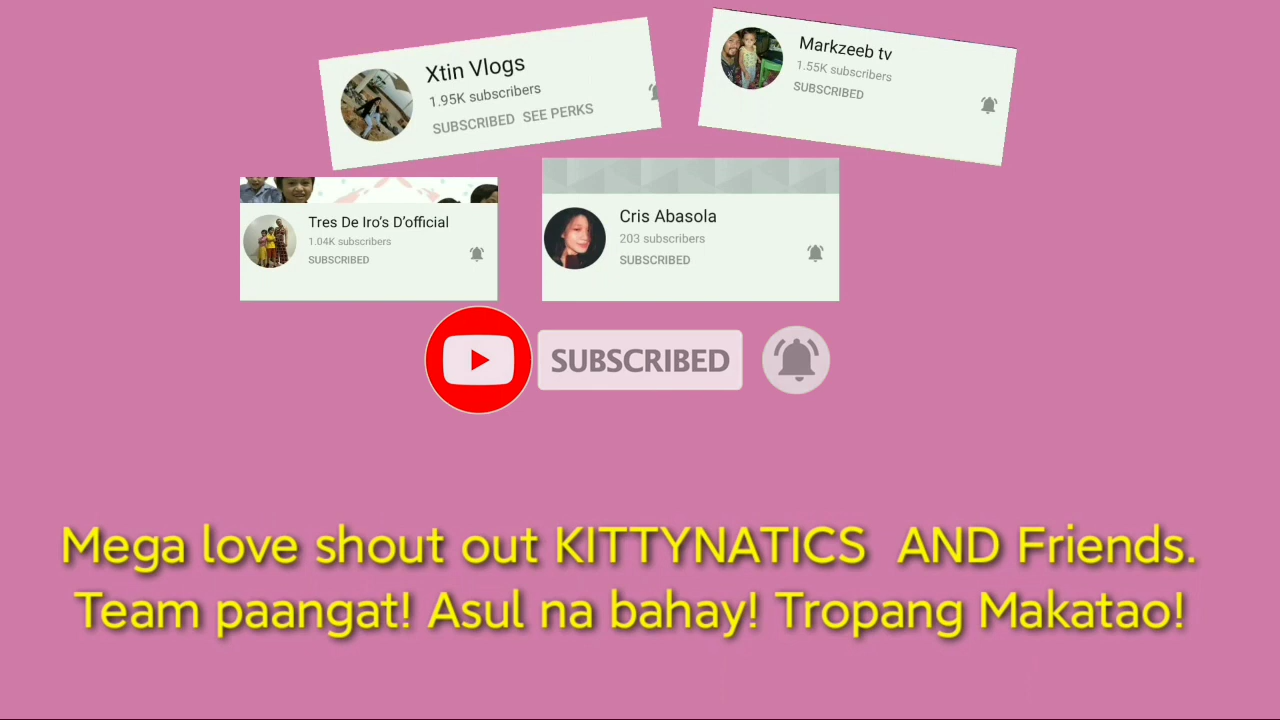 Xtin Vlogs
1.95K subscribers
SUBSCRIBED SEE PERKS
Markzeeb tv
1.55K subscribers
SUBSCRIBED
Tres De Iro's D'official
1.04K subscribers
SUBSCRIBED
Cris Abasola
203 subscribers
SUBSCRIBED
SUBSCRIBED
Mega love shout out KITTYNATICS AND Friends.
Team paangat! Asul na bahay! Tropang Makatao!